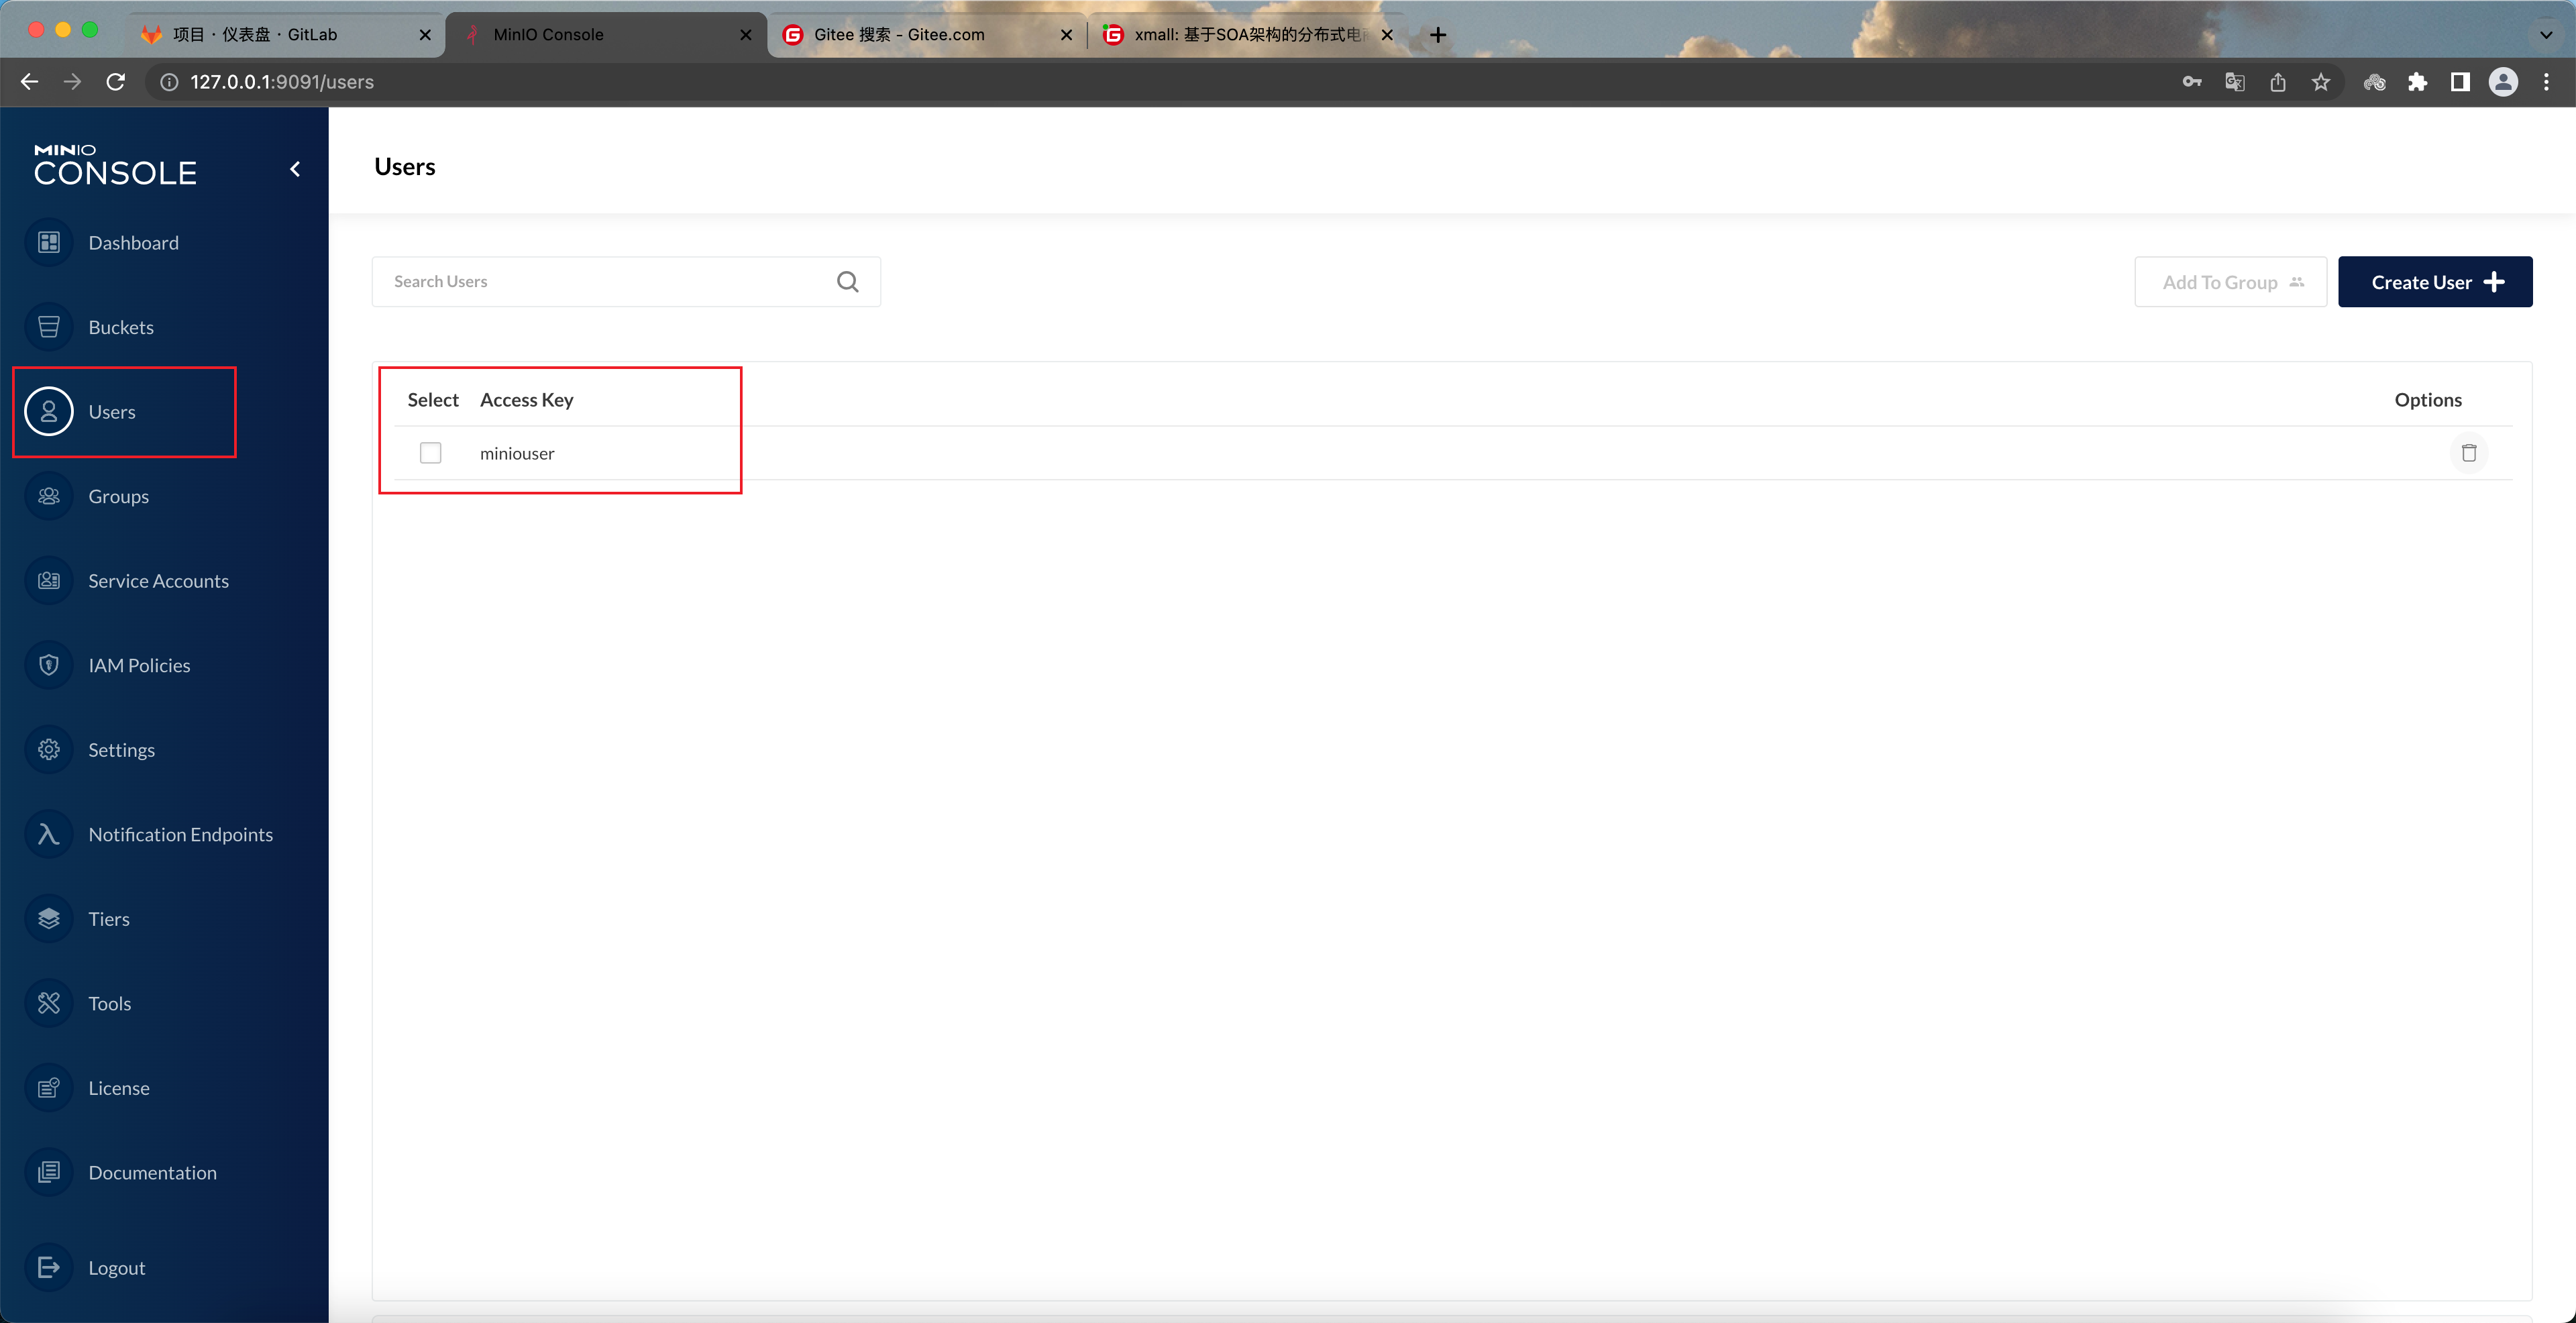 项目 · 仪表盘 · GitLab
MinIO Console
Gitee 搜索 - Gitee.com
xmall: 基于SOA架构的分布式电商
127.0.0.1:9091/users
MINIO
CONSOLE
Users
Dashboard
Buckets
Users
Groups
Service Accounts
IAM Policies
Settings
Notification Endpoints
Tiers
Tools
License
Documentation
Logout
Search Users
Add To Group
Create User
Select Access Key Options
miniouser